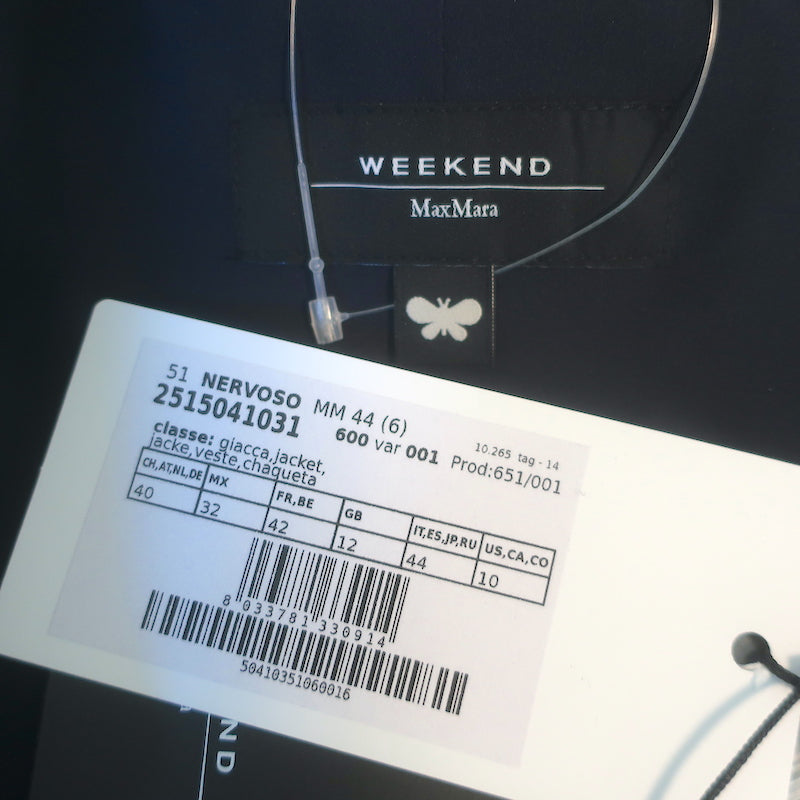 WEEKEND
MaxMara
51 NERVOSO MM 44 (6)
2515041031 600 var 001
10,265 tag - 14
classe: giacca,jacket, Prod:651/001
jacke,veste,chaqueta
CH,AT,NL,DE MX FR,BE GB IT,ES,JP,RU US,CA,CO
40 32 42 12 44 10
8 033781 330914
50410351060016
ND